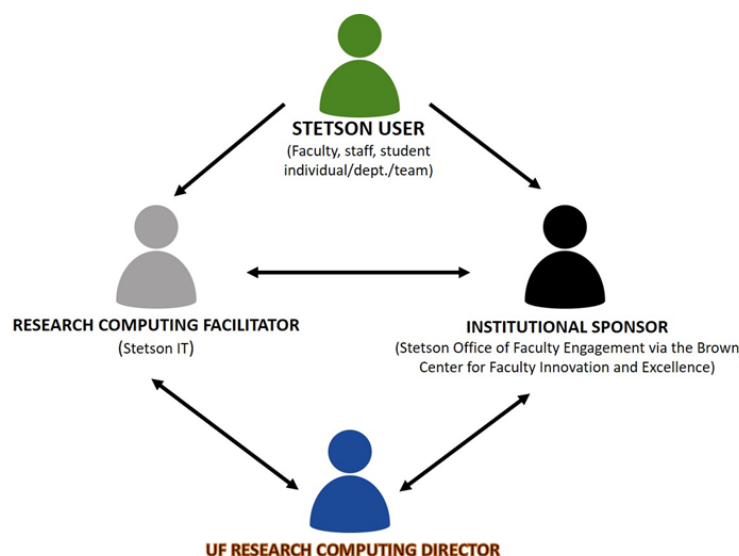 STETSON USER
(Faculty, staff, student
individual/dept./team)
RESEARCH COMPUTING FACILITATOR
(Stetson IT)
INSTITUTIONAL SPONSOR
(Stetson Office of Faculty Engagement via the Brown
Center for Faculty Innovation and Excellence)
UF RESEARCH COMPUTING DIRECTOR